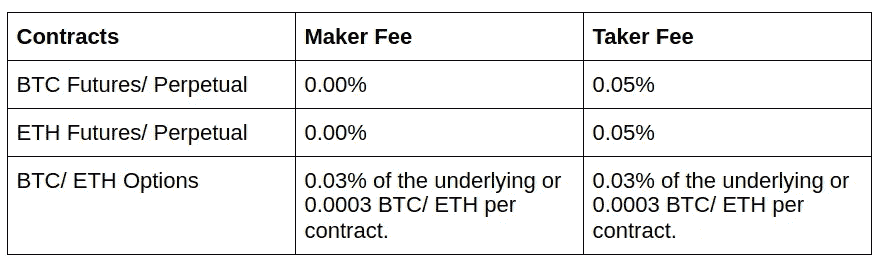 Contracts Maker Fee Taker Fee
BTC Futures/ Perpetual 0.00% 0.05%
ETH Futures/ Perpetual 0.00% 0.05%
BTC/ ETH Options 0.03% of the underlying or 0.03% of the underlying or
0.0003 BTC/ ETH per 0.0003 BTC/ ETH per
contract. contract.